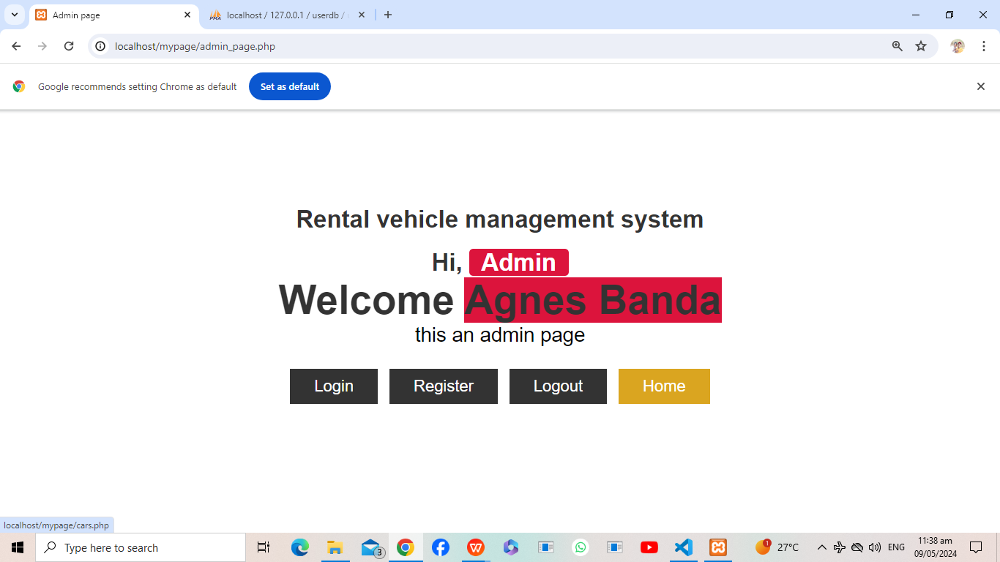 Admin page
localhost / 127.0.0.1 / userdb /
localhost/mypage/admin_page.php
Google recommends setting Chrome as default
Set as default
Rental vehicle management system
Hi, Admin
Welcome Agnes Banda
this an admin page
Login Register Logout Home
localhost/mypage/cars.php
Type here to search
3
1
27°C
ENG
11:38 am
09/05/2024